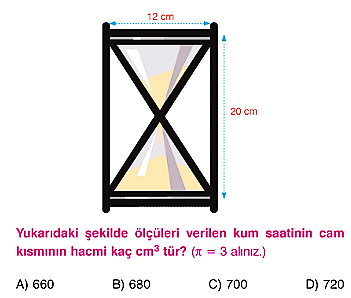 12 cm
20 cm
Yukarıdaki şekilde ölçüleri verilen kum saatinin cam
kısmının hacmi kaç cm³ tür? (π = 3 alınız.)
A) 660 B) 680 C) 700 D) 720